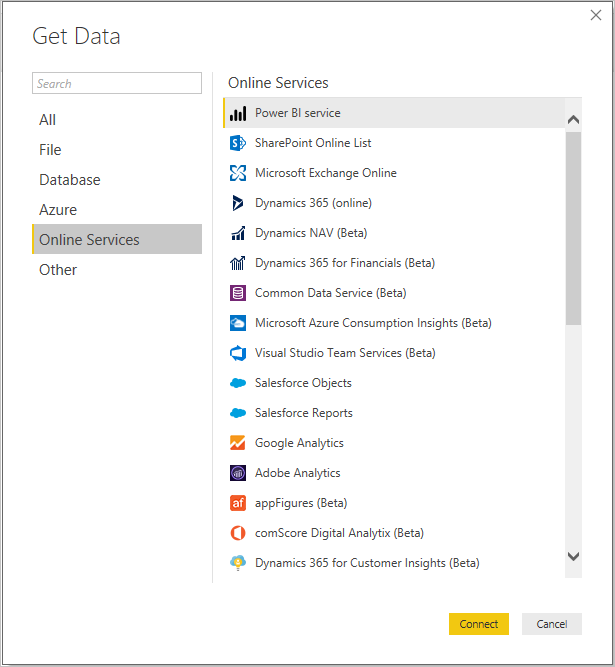 Get Data
Search
All
File
Database
Azure
Online Services
Other
Online Services
Power BI service
SharePoint Online List
Microsoft Exchange Online
Dynamics 365 (online)
Dynamics NAV (Beta)
Dynamics 365 for Financials (Beta)
Common Data Service (Beta)
Microsoft Azure Consumption Insights (Beta)
Visual Studio Team Services (Beta)
Salesforce Objects
Salesforce Reports
Google Analytics
Adobe Analytics
af appFigures (Beta)
comScore Digital Analytix (Beta)
Dynamics 365 for Customer Insights (Beta)
Connect Cancel